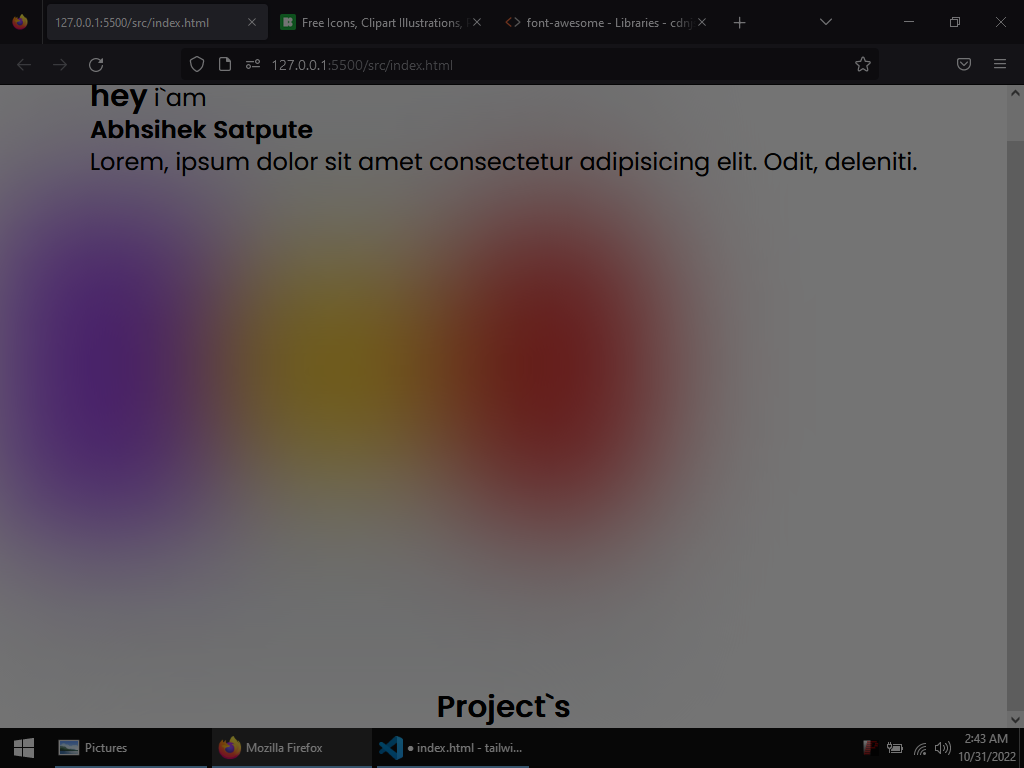 127.0.0.1:5500/src/index.html
Free Icons, Clipart Illustrations,
font-awesome - Libraries - cdnj
127.0.0.1:5500/src/index.html
hey i`am
Abhsihek Satpute
Lorem, ipsum dolor sit amet consectetur adipisicing elit. Odit, deleniti.
Project`s
Pictures
Mozilla Firefox
● index.html - tailwi...
2:43 AM
10/31/2022